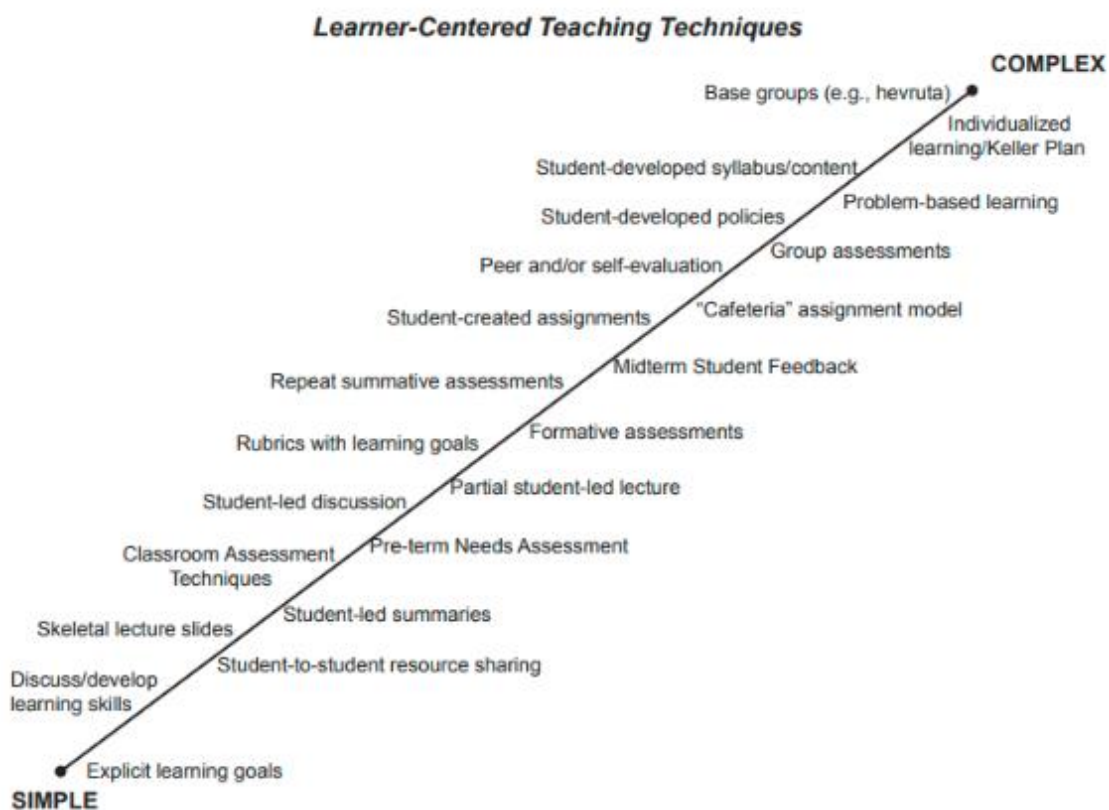 Learner-Centered Teaching Techniques
COMPLEX
Base groups (e.g., hevruta)
Individualized
learning/Keller Plan
Student-developed syllabus/content
Problem-based learning
Student-developed policies
Group assessments
Peer and/or self-evaluation
"Cafeteria" assignment model
Student-created assignments
Midterm Student Feedback
Repeat summative assessments
Formative assessments
Rubrics with learning goals
Partial student-led lecture
Student-led discussion
Pre-term Needs Assessment
Classroom Assessment
Techniques
Student-led summaries
Skeletal lecture slides
Student-to-student resource sharing
Discuss/develop
learning skills
Explicit learning goals
SIMPLE